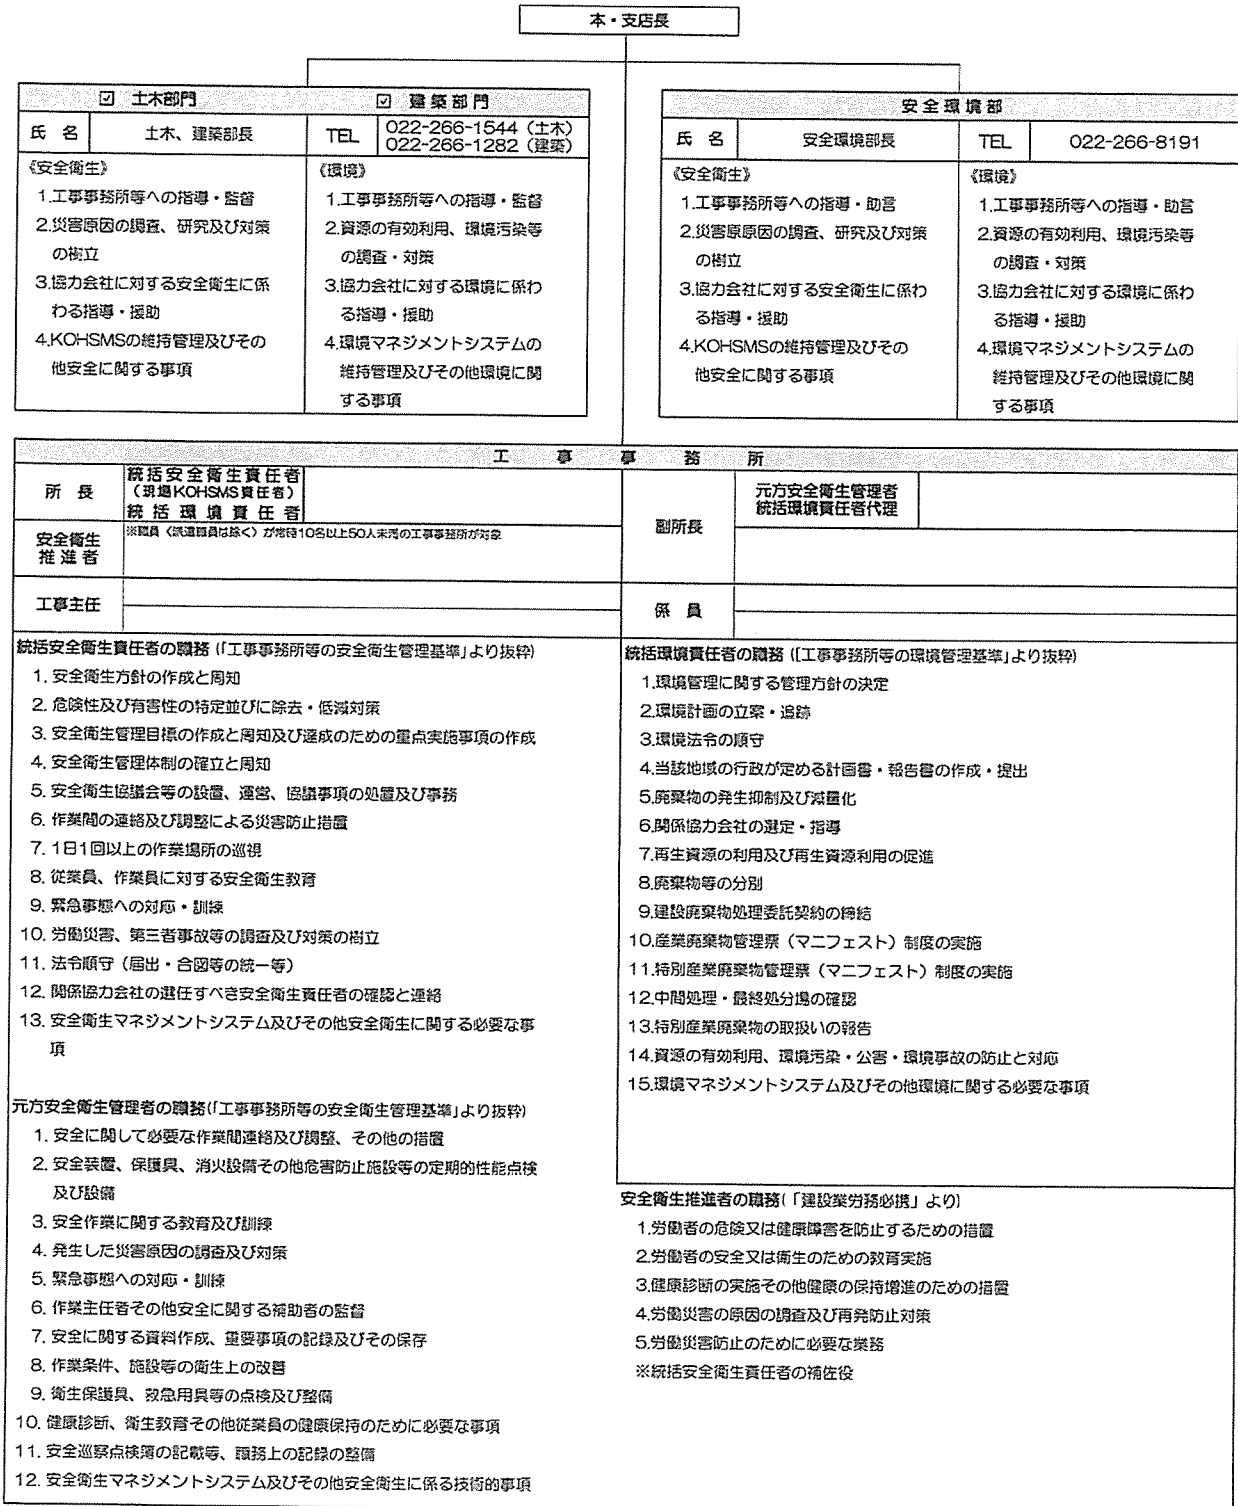 本・支店長
☑ 土木部門 ☑ 建築部門
氏 名 土木、建築部長 TEL 022-266-1544（土木）
022-266-1282（建築）
《安全衛生》
1.工事事務所等への指導・監督
2.災害原因の調査、研究及び対策
の樹立
3.協力会社に対する安全衛生に係
わる指導・援助
4.KOHSMSの維持管理及びその
他安全に関する事項
《環境》
1.工事事務所等への指導・監督
2.資源の有効利用、環境汚染等
の調査・対策
3.協力会社に対する環境に係わ
る指導・援助
4.環境マネジメントシステムの
維持管理及びその他環境に関
する事項
安全環境部
氏 名 安全環境部長 TEL 022-266-8191
《安全衛生》
1.工事事務所等への指導・助言
2.災害原原因の調査、研究及び対策
の樹立
3.協力会社に対する安全衛生に係わ
る指導・援助
4.KOHSMSの維持管理及びその
他安全に関する事項
《環境》
1.工事事務所等への指導・助言
2.資源の有効利用、環境汚染等
の調査・対策
3.協力会社に対する環境に係わ
る指導・援助
4.環境マネジメントシステムの
維持管理及びその他環境に関
する事項
工 事 事 務 所
所 長
統括安全衛生責任者
（現場KOHSMS責任者）
統括環境責任者
副所長
元方安全衛生管理者
統括環境責任者代理
安全衛生
推進者
※職員（派遣職員は除く）が常時10名以上50人未満の工事事務所が対象
工事主任
係 員
統括安全衛生責任者の職務（「工事事務所等の安全衛生管理基準」より抜粋）
1. 安全衛生方針の作成と周知
2. 危険性及び有害性の特定並びに除去・低減対策
3. 安全衛生管理目標の作成と周知及び達成のための重点実施事項の作成
4. 安全衛生管理体制の確立と周知
5. 安全衛生協議会等の設置、運営、協議事項の処置及び事務
6. 作業間の連絡及び調整による災害防止措置
7. 1日1回以上の作業場所の巡視
8. 従業員、作業員に対する安全衛生教育
9. 緊急事態への対応・訓練
10. 労働災害、第三者事故等の調査及び対策の樹立
11. 法令順守（届出・合図等の統一等）
12. 関係協力会社の選任すべき安全衛生責任者の確認と連絡
13. 安全衛生マネジメントシステム及びその他安全衛生に関する必要な事
項
元方安全衛生管理者の職務（「工事事務所等の安全衛生管理基準」より抜粋）
1. 安全に関して必要な作業間連絡及び調整、その他の措置
2. 安全装置、保護具、消火設備その他危害防止施設等の定期的性能点検
及び設備
3. 安全作業に関する教育及び訓練
4. 発生した災害原因の調査及び対策
5. 緊急事態への対応・訓練
6. 作業主任者その他安全に関する補助者の監督
7. 安全に関する資料作成、重要事項の記録及びその保存
8. 作業条件、施設等の衛生上の改善
9. 衛生保護具、救急用具等の点検及び整備
10. 健康診断、衛生教育その他従業員の健康保持のために必要な事項
11. 安全巡察点検簿の記載等、職務上の記録の整備
12. 安全衛生マネジメントシステム及びその他安全衛生に係る技術的事項
統括環境責任者の職務（[工事事務所等の環境管理基準」より抜粋）
1.環境管理に関する管理方針の決定
2.環境計画の立案・追跡
3.環境法令の順守
4.当該地域の行政が定める計画書・報告書の作成・提出
5.廃棄物の発生抑制及び減量化
6.関係協力会社の選定・指導
7.再生資源の利用及び再生資源利用の促進
8.廃棄物等の分別
9.建設廃棄物処理委託契約の締結
10.産業廃棄物管理票（マニフェスト）制度の実施
11.特別産業廃棄物管理票（マニフェスト）制度の実施
12.中間処理・最終処分場の確認
13.特別産業廃棄物の取扱いの報告
14.資源の有効利用、環境汚染・公害・環境事故の防止と対応
15.環境マネジメントシステム及びその他環境に関する必要な事項
安全衛生推進者の職務（「建設業労務必携」より）
1.労働者の危険又は健康障害を防止するための措置
2.労働者の安全又は衛生のための教育実施
3.健康診断の実施その他健康の保持増進のための措置
4.労働災害の原因の調査及び再発防止対策
5.労働災害防止のために必要な業務
※統括安全衛生責任者の補佐役